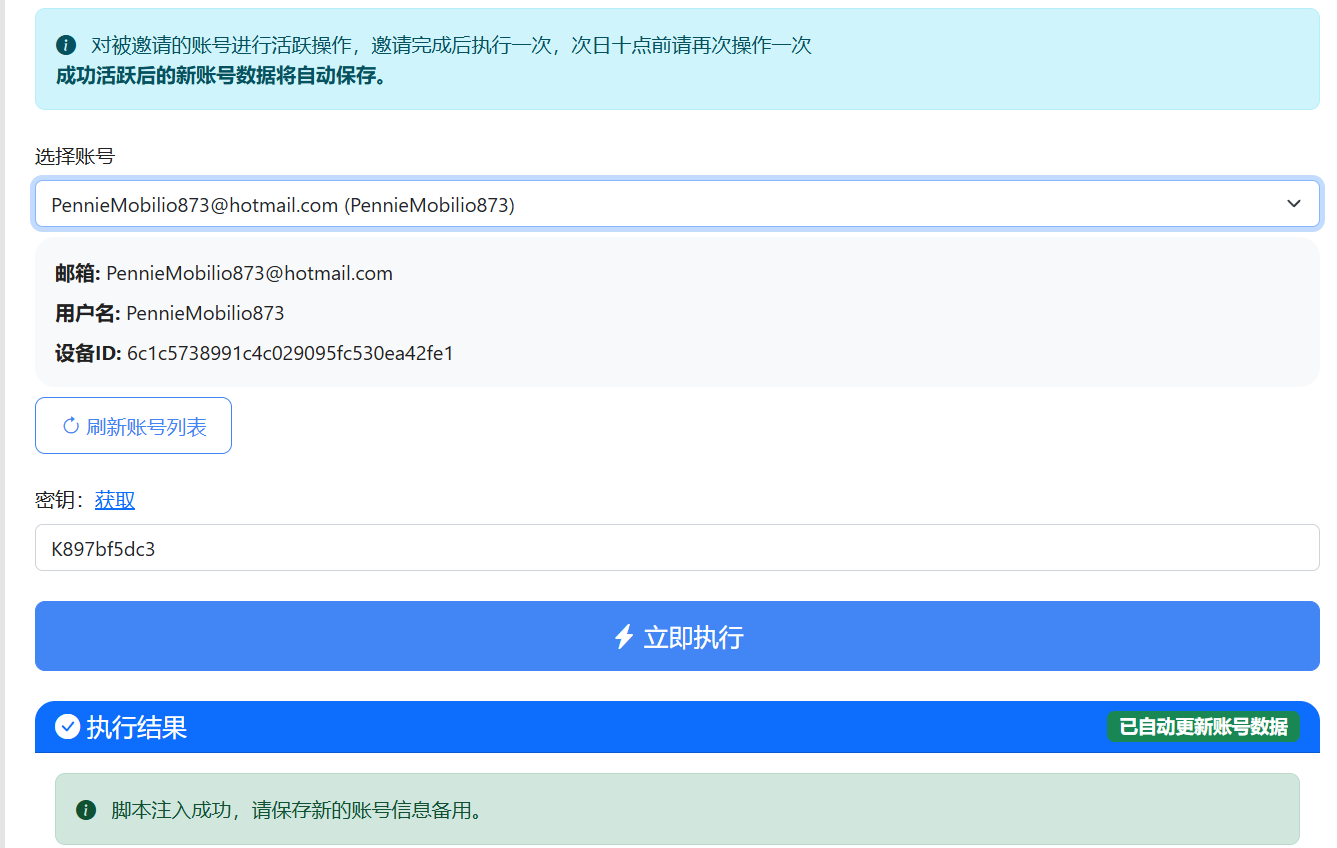 对被邀请的账号进行活跃操作，邀请完成后执行一次，次日十点前请再次操作一次
成功活跃后的新账号数据将自动保存。
选择账号
PennieMobilio873@hotmail.com (PennieMobilio873)
邮箱: PennieMobilio873@hotmail.com
用户名: PennieMobilio873
设备ID: 6c1c5738991c4c029095fc530ea42fe1
刷新账号列表
密钥：获取
K897bf5dc3
立即执行
执行结果 已自动更新账号数据
脚本注入成功，请保存新的账号信息备用。